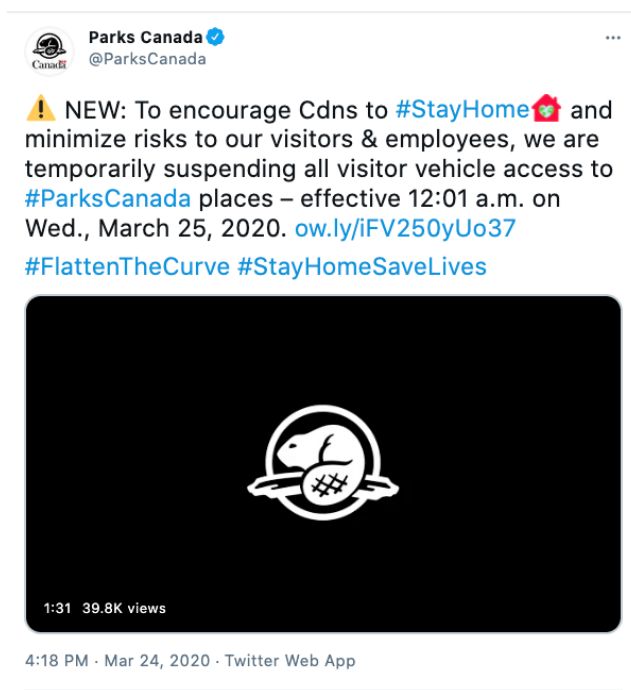 Parks Canada
@ParksCanada
Canada
⚠️ NEW: To encourage Cdns to #StayHome and
minimize risks to our visitors & employees, we are
temporarily suspending all visitor vehicle access to
#ParksCanada places – effective 12:01 a.m. on
Wed., March 25, 2020. ow.ly/iFV250yUo37
#FlattenTheCurve #StayHomeSaveLives
1:31 39.8K views
4:18 PM · Mar 24, 2020 · Twitter Web App